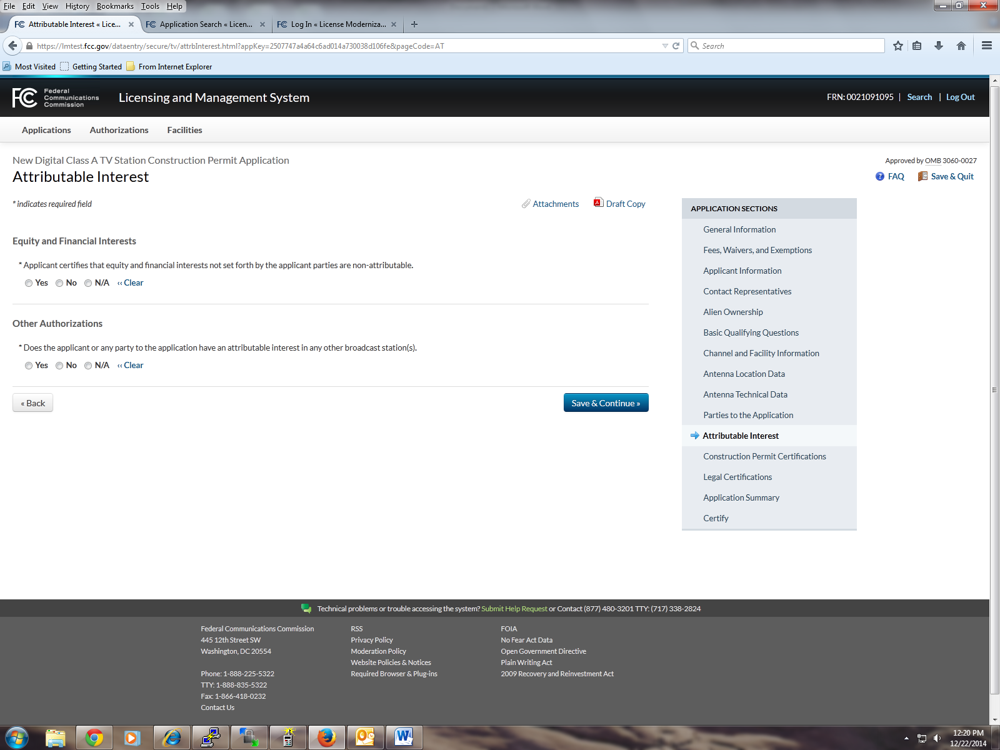 File Edit View History Bookmarks Tools Help
Attributable Interest « Lice... × Application Search « Licen... × Log In « License Moderniza... × +
https://lmtest.fcc.gov/dataentry/secure/tv/attrbInterest.html?appKey=2507747a4a64c6ad014a730038d106fe&pageCode=AT Search
Most Visited Getting Started From Internet Explorer
FC Federal Communications Commission Licensing and Management System FRN: 0021091095 | Search | Log Out
Applications Authorizations Facilities
New Digital Class A TV Station Construction Permit Application
Approved by OMB 3060-0027
Attributable Interest
FAQ Save & Quit
* indicates required field
Attachments Draft Copy
Equity and Financial Interests
* Applicant certifies that equity and financial interests not set forth by the applicant parties are non-attributable.
Yes No N/A ‹‹ Clear
Other Authorizations
* Does the applicant or any party to the application have an attributable interest in any other broadcast station(s).
Yes No N/A ‹‹ Clear
« Back Save & Continue »
APPLICATION SECTIONS
General Information
Fees, Waivers, and Exemptions
Applicant Information
Contact Representatives
Alien Ownership
Basic Qualifying Questions
Channel and Facility Information
Antenna Location Data
Antenna Technical Data
Parties to the Application
Attributable Interest
Construction Permit Certifications
Legal Certifications
Application Summary
Certify
Technical problems or trouble accessing the system? Submit Help Request or Contact (877) 480-3201 TTY: (717) 338-2824
Federal Communications Commission
445 12th Street SW
Washington, DC 20554
Phone: 1-888-225-5322
TTY: 1-888-835-5322
Fax: 1-866-418-0232
Contact Us
RSS
Privacy Policy
Moderation Policy
Website Policies & Notices
Required Browser & Plug-ins
FOIA
No Fear Act Data
Open Government Directive
Plain Writing Act
2009 Recovery and Reinvestment Act
12:20 PM
12/22/2014